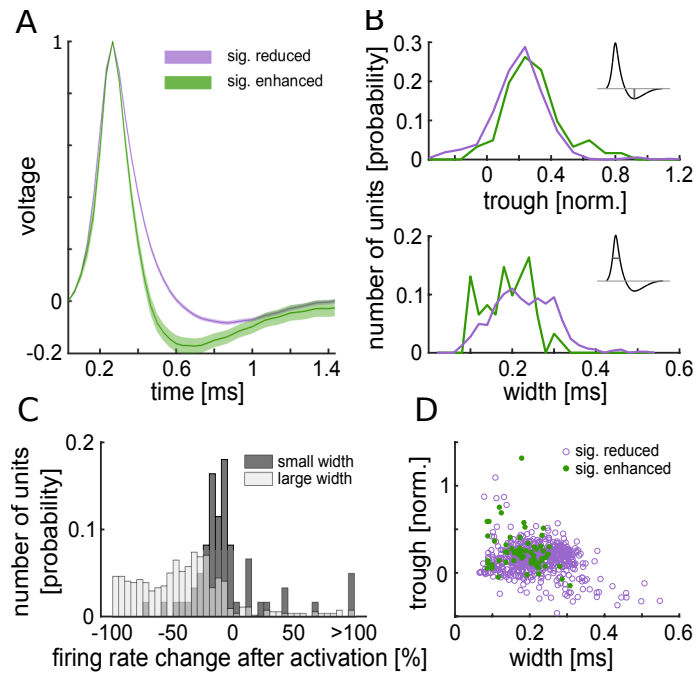 A
1
0
-0.2
voltage
sig. reduced
sig. enhanced
0.2
0.6
1
1.4
time [ms]
B
number of units [probability]
0.3
0.2
0.1
0
0
0.4
0.8
1.2
trough [norm.]
0.2
0.1
0
0
0.2
0.4
0.6
width [ms]
C
number of units
[probability]
0.2
0.1
0
small width
large width
-100
-50
0
50
>100
firing rate change after activation [%]
D
trough [norm.]
1
0
sig. reduced
sig. enhanced
0
0.2
0.4
0.6
width [ms]